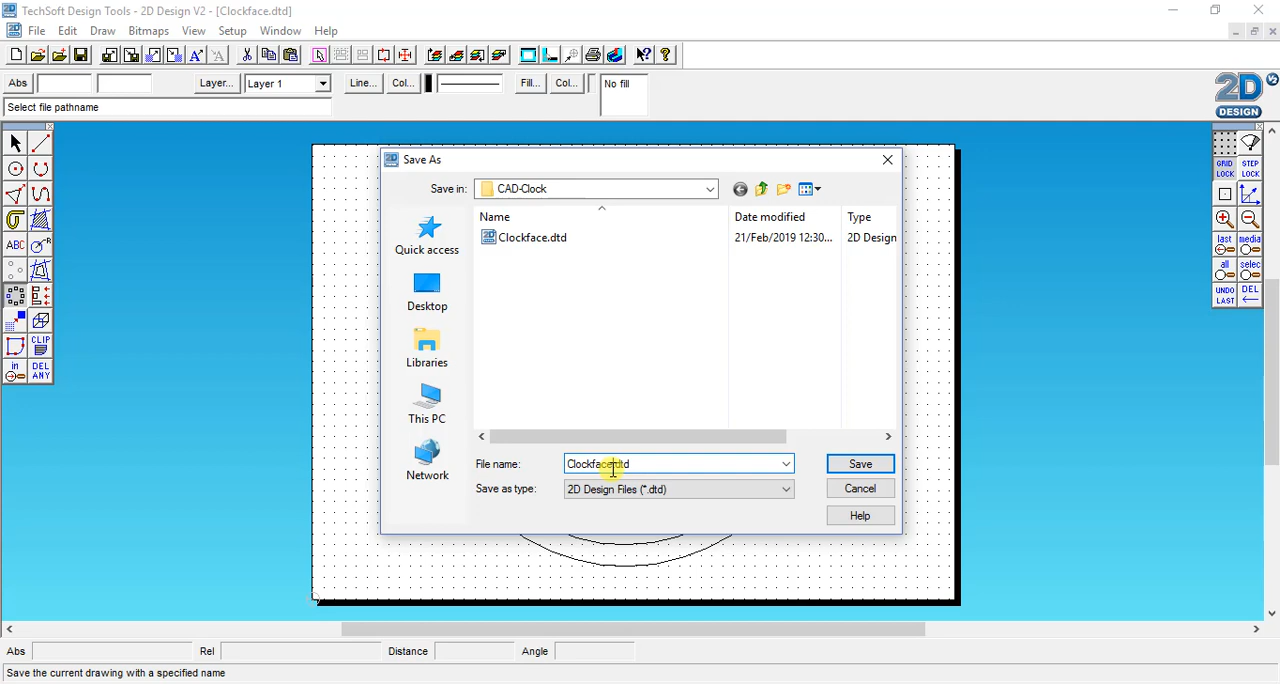 TechSoft Design Tools - 2D Design V2 - [Clockface.dtd]
File Edit Draw Bitmaps View Setup Window Help
Abs Layer... Layer 1 Line... Col... Fill... Col... No fill
2D V2
DESIGN
Select file pathname
Save As
Save in: CAD-Clock
Name Date modified Type
Clockface.dtd 21/Feb/2019 12:30... 2D Design
Quick access
Desktop
Libraries
This PC
Network
File name: Clockface.dtd Save
Save as type: 2D Design Files (*.dtd) Cancel
Help
ABC R
CLIP
in DEL
ANY
GRID LOCK STEP LOCK
last media
all selec
UNDO LAST DEL
Abs Rel Distance Angle
Save the current drawing with a specified name